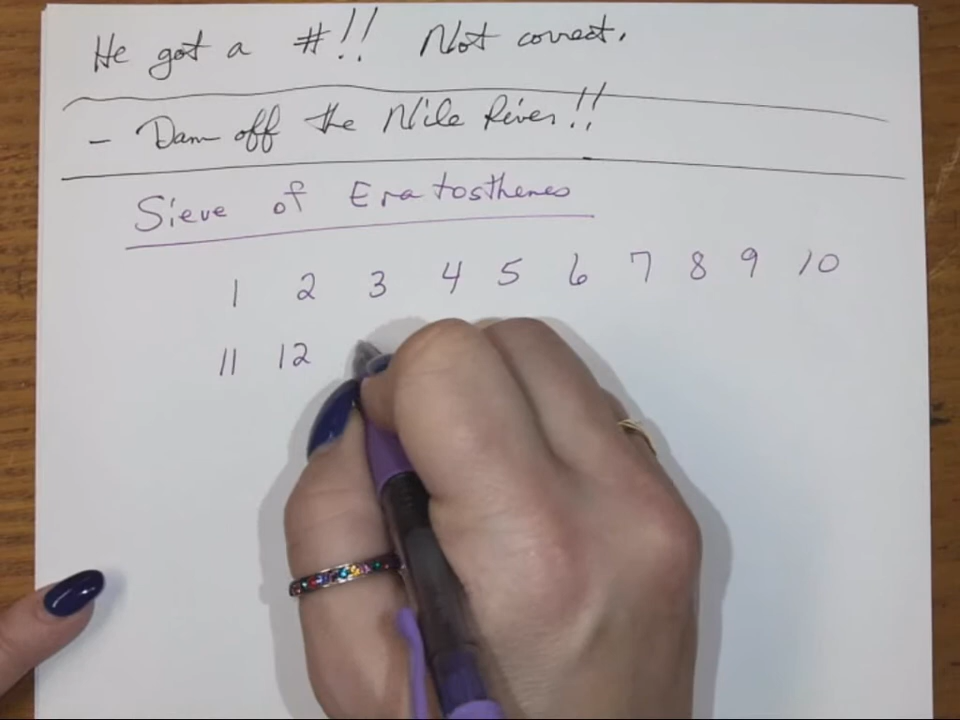 He got a #!! Not correct.
- Dam off the Nile River!!
Sieve of Eratosthenes
1 2 3 4 5 6 7 8 9 10
11 12